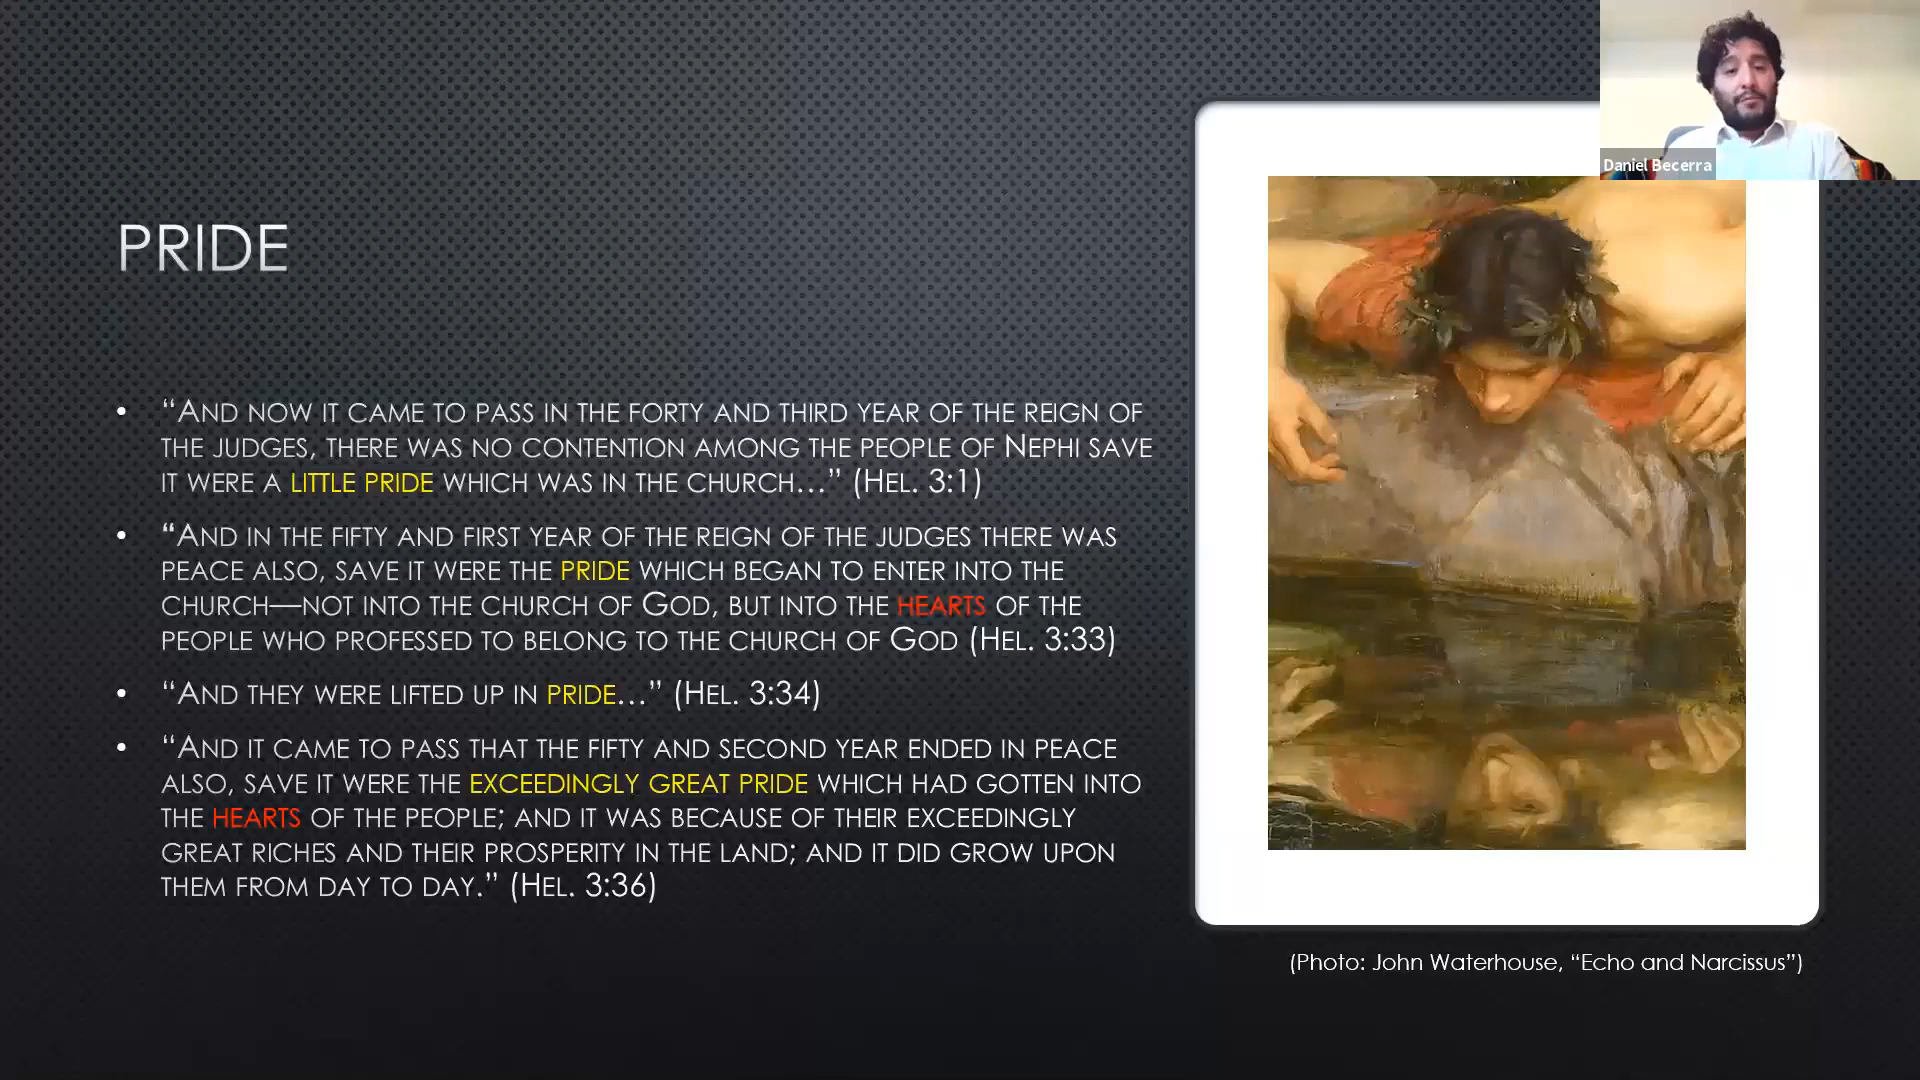 Daniel Becerra
PRIDE
• “AND NOW IT CAME TO PASS IN THE FORTY AND THIRD YEAR OF THE REIGN OF
THE JUDGES, THERE WAS NO CONTENTION AMONG THE PEOPLE OF NEPHI SAVE
IT WERE A LITTLE PRIDE WHICH WAS IN THE CHURCH…” (HEL. 3:1)
• “AND IN THE FIFTY AND FIRST YEAR OF THE REIGN OF THE JUDGES THERE WAS
PEACE ALSO, SAVE IT WERE THE PRIDE WHICH BEGAN TO ENTER INTO THE
CHURCH—NOT INTO THE CHURCH OF GOD, BUT INTO THE HEARTS OF THE
PEOPLE WHO PROFESSED TO BELONG TO THE CHURCH OF GOD (HEL. 3:33)
• “AND THEY WERE LIFTED UP IN PRIDE…” (HEL. 3:34)
• “AND IT CAME TO PASS THAT THE FIFTY AND SECOND YEAR ENDED IN PEACE
ALSO, SAVE IT WERE THE EXCEEDINGLY GREAT PRIDE WHICH HAD GOTTEN INTO
THE HEARTS OF THE PEOPLE; AND IT WAS BECAUSE OF THEIR EXCEEDINGLY
GREAT RICHES AND THEIR PROSPERITY IN THE LAND; AND IT DID GROW UPON
THEM FROM DAY TO DAY.” (HEL. 3:36)
(Photo: John Waterhouse, “Echo and Narcissus”)